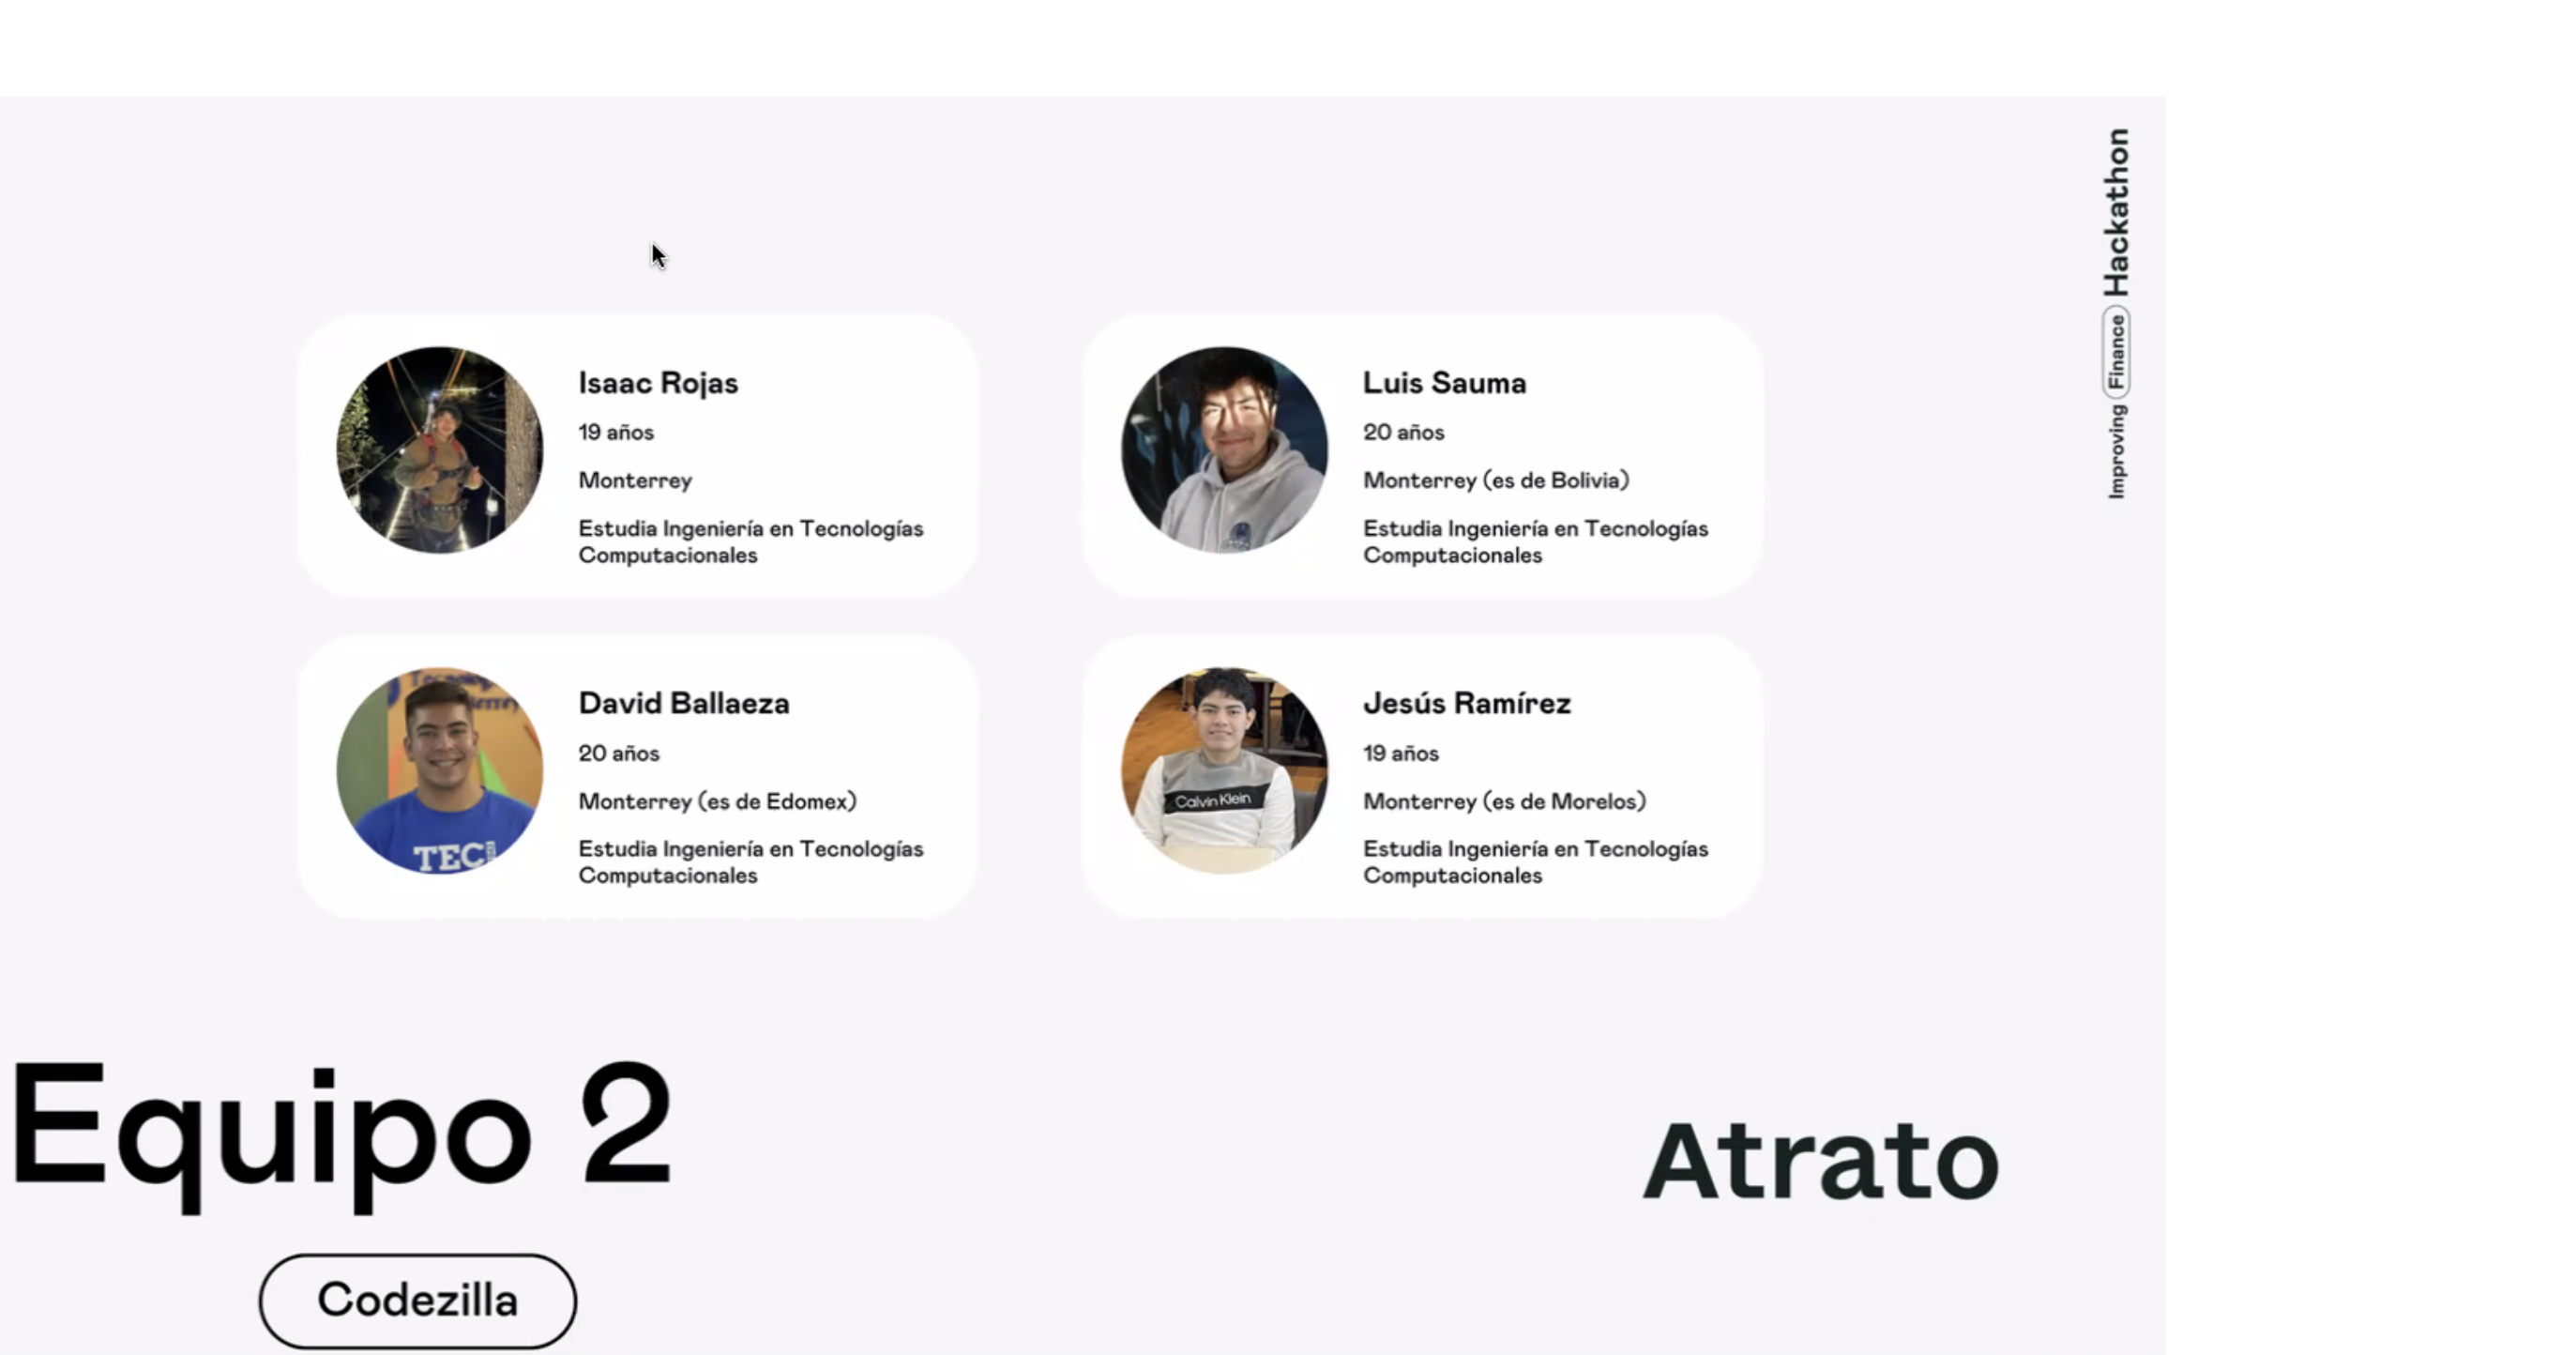 Improving Finance Hackathon
Isaac Rojas
19 años
Monterrey
Estudia Ingeniería en Tecnologías
Computacionales
Luis Sauma
20 años
Monterrey (es de Bolivia)
Estudia Ingeniería en Tecnologías
Computacionales
David Ballaeza
20 años
Monterrey (es de Edomex)
Estudia Ingeniería en Tecnologías
Computacionales
TEC
Jesús Ramírez
19 años
Monterrey (es de Morelos)
Estudia Ingeniería en Tecnologías
Computacionales
Calvin Klein
Equipo 2
Codezilla
Atrato